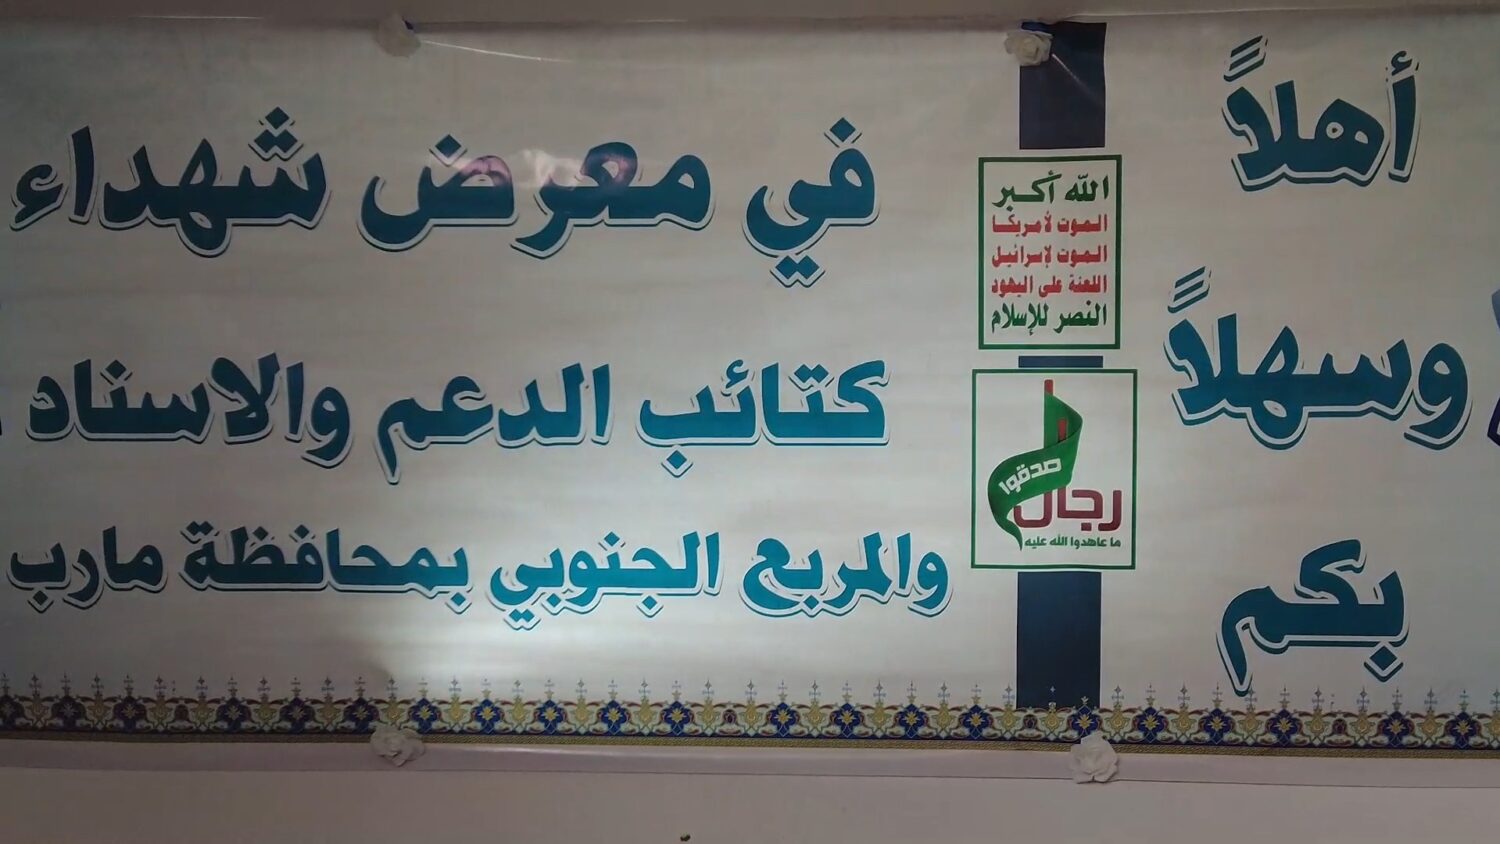 أهلاً
وسهلاً
بكم
الله أكبر
الموت لأمريكا
الموت لإسرائيل
اللعنة على اليهود
النصر للإسلام
رجال
صدقوا
ما عاهدوا الله عليه
في معرض شهداء
كتائب الدعم والاسناد
والمربع الجنوبي بمحافظة مارب